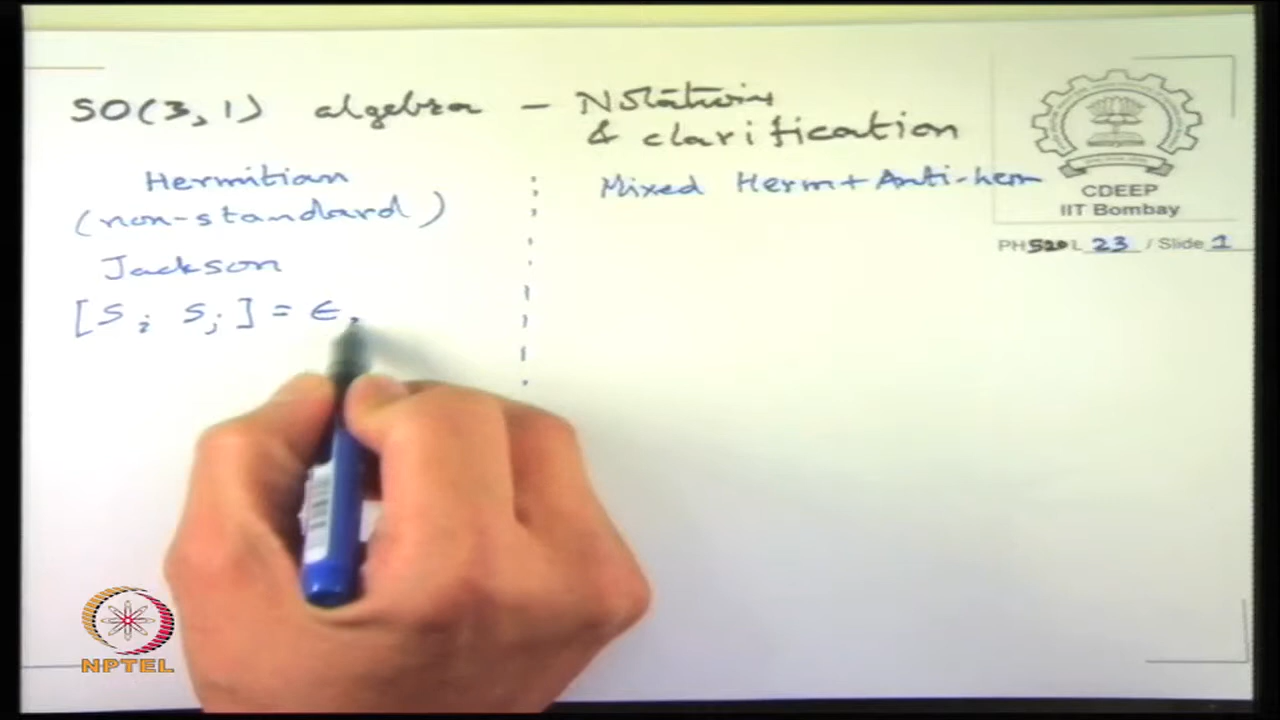 SO(3,1) algebra – Notations
& clarification
Hermitian
(non-standard)
Mixed Herm + Anti-herm
Jackson
[S_i S_j] = ϵ
CDEEP
IIT Bombay
PH 520 L 23 / Slide 1
NPTEL